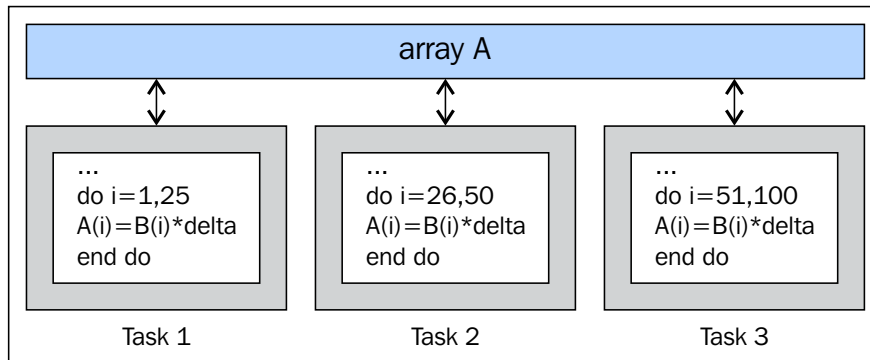 array A
...
do i=1,25
A(i)=B(i)*delta
end do
...
do i=26,50
A(i)=B(i)*delta
end do
...
do i=51,100
A(i)=B(i)*delta
end do
Task 1
Task 2
Task 3